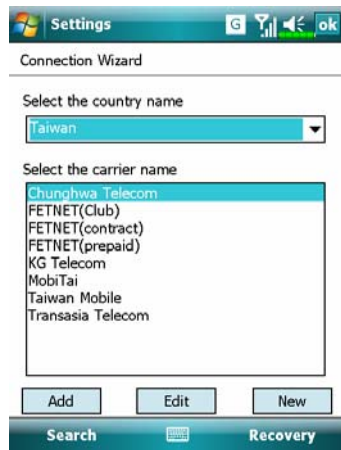 Settings
G
ok
Connection Wizard
Select the country name
Taiwan
Select the carrier name
Chunghwa Telecom
FETNET(Club)
FETNET(contract)
FETNET(prepaid)
KG Telecom
MobiTai
Taiwan Mobile
Transasia Telecom
Add Edit New
Search Recovery